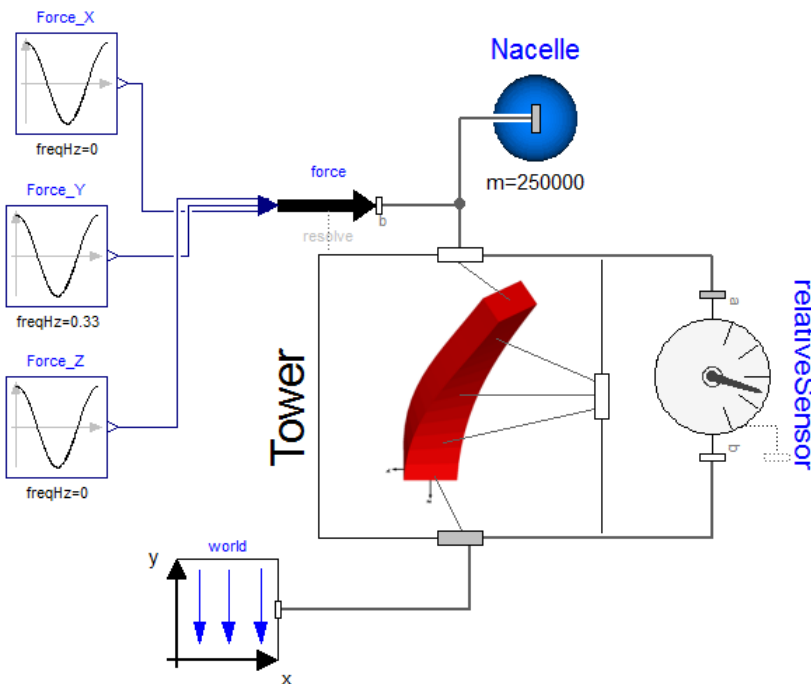 Force_X
freqHz=0
Force_Y
freqHz=0.33
Force_Z
freqHz=0
force
b
resolve
Nacelle
m=250000
Tower
a
b
relativeSensor
world
y
x